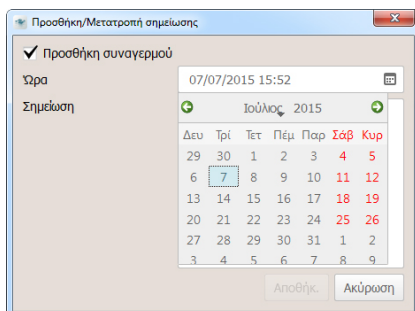 Προσθήκη/Μετατροπή σημείωσης
Προσθήκη συναγερμού
Ώρα 07/07/2015 15:52
Σημείωση Ιούλιος 2015
Δευ Τρί Τετ Πέμ Παρ Σάβ Κυρ
29 30 1 2 3 4 5
6 7 8 9 10 11 12
13 14 15 16 17 18 19
20 21 22 23 24 25 26
27 28 29 30 31 1 2
3 4 5 6 7 8 9
Αποθήκ. Ακύρωση